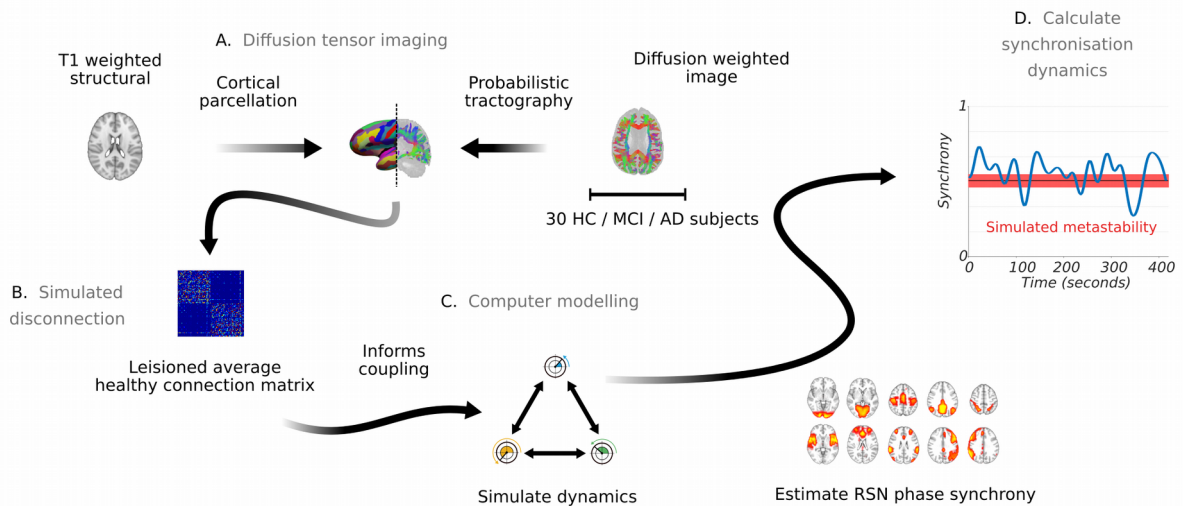 A. Diffusion tensor imaging
T1 weighted
structural
Cortical
parcellation
Probabilistic
tractography
Diffusion weighted
image
30 HC / MCI / AD subjects
B. Simulated
disconnection
Leisioned average
healthy connection matrix
Informs
coupling
C. Computer modelling
Simulate dynamics
Estimate RSN phase synchrony
D. Calculate
synchronisation
dynamics
1
Synchrony
Simulated metastability
0
0 100 200 300 400
Time (seconds)